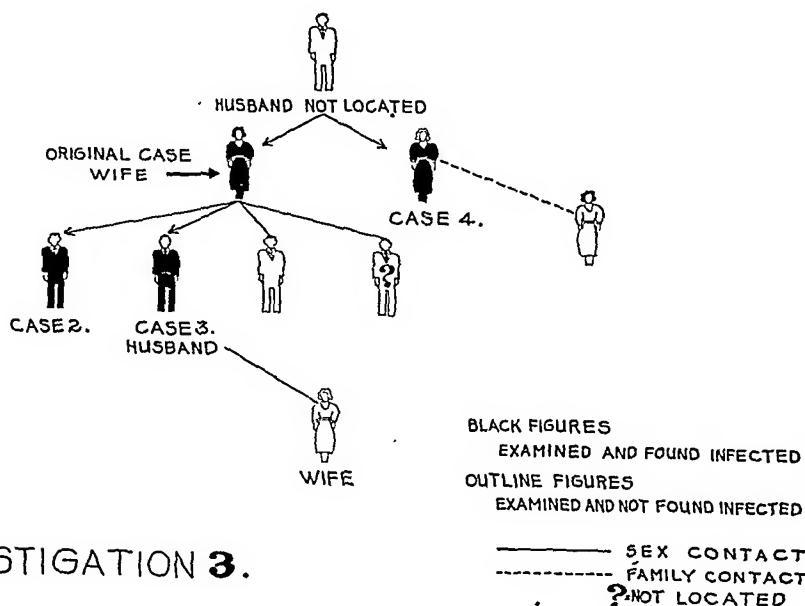 HUSBAND NOT LOCATED
ORIGINAL CASE
WIFE
CASE 4.
?
CASE 2.
CASE 3.
HUSBAND
WIFE
BLACK FIGURES
EXAMINED AND FOUND INFECTED
OUTLINE FIGURES
EXAMINED AND NOT FOUND INFECTED
STIGATION 3.
SEX CONTACT
FAMILY CONTACT
?=NOT LOCATED